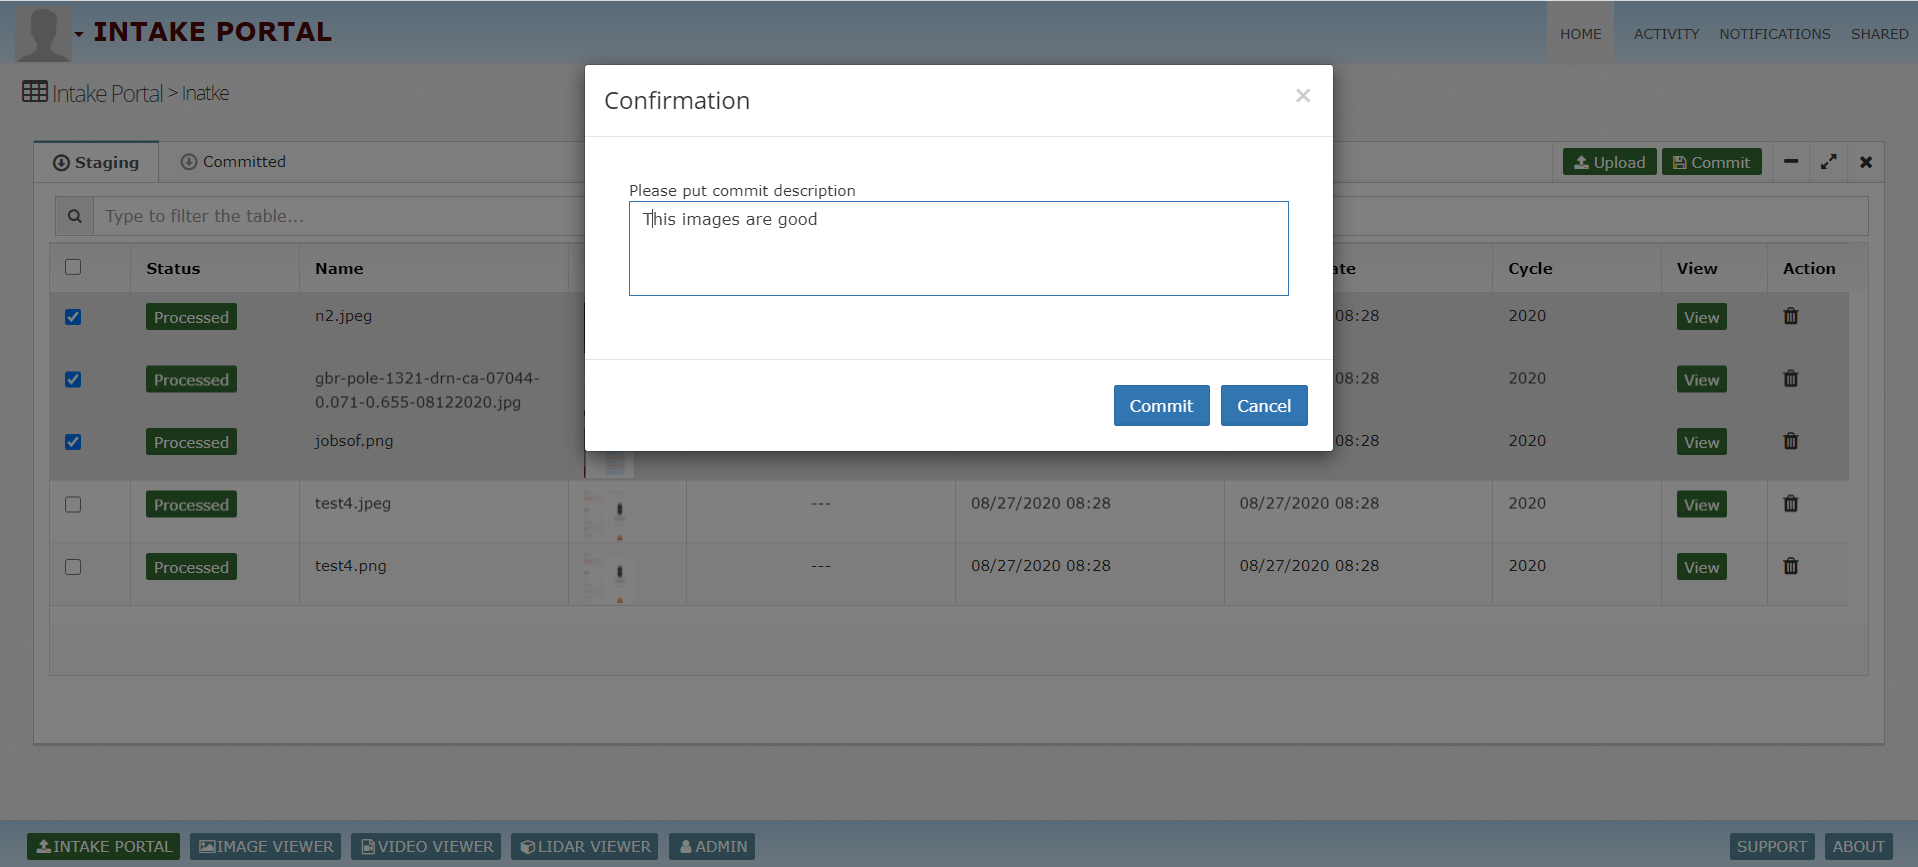 INTAKE PORTAL
HOME ACTIVITY NOTIFICATIONS SHARED
Intake Portal > Inatke
Confirmation ×
Staging Committed Upload Commit
Please put commit description
Type to filter the table...
This images are good
Status Name ate Cycle View Action
Processed n2.jpeg 08:28 2020 View
Processed gbr-pole-1321-drn-ca-07044- 08:28 2020 View
0.071-0.655-08122020.jpg
Commit Cancel
Processed jobsof.png 08:28 2020 View
Processed test4.jpeg --- 08/27/2020 08:28 08/27/2020 08:28 2020 View
Processed test4.png --- 08/27/2020 08:28 08/27/2020 08:28 2020 View
INTAKE PORTAL IMAGE VIEWER VIDEO VIEWER LIDAR VIEWER ADMIN SUPPORT ABOUT